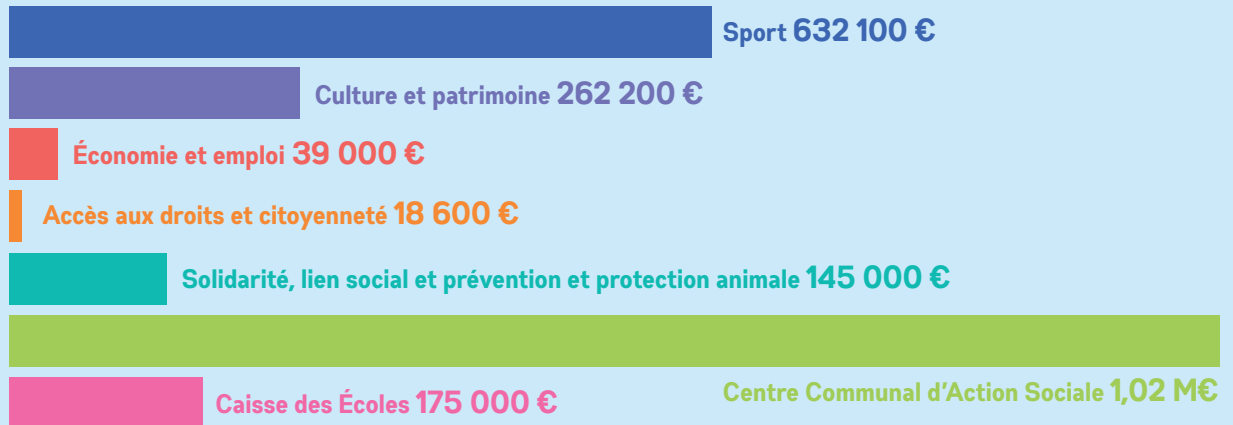 Sport 632 100 €
Culture et patrimoine 262 200 €
Économie et emploi 39 000 €
Accès aux droits et citoyenneté 18 600 €
Solidarité, lien social et prévention et protection animale 145 000 €
Centre Communal d’Action Sociale 1,02 M€
Caisse des Écoles 175 000 €